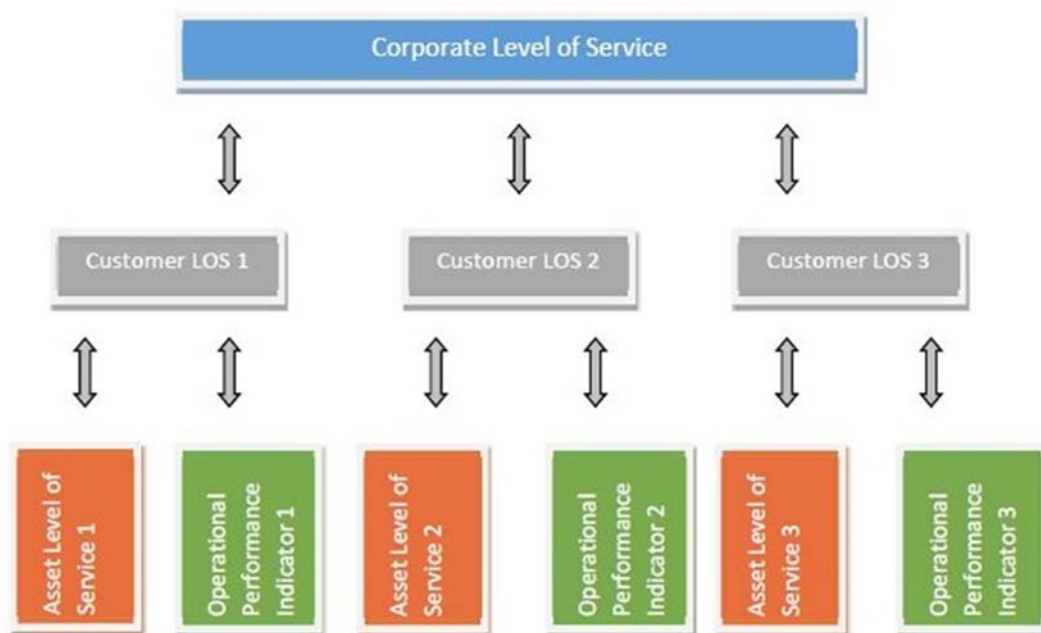 Corporate Level of Service
Customer LOS 1
Customer LOS 2
Customer LOS 3
Asset Level of
Service 1
Operational
Performance
Indicator 1
Asset Level of
Service 2
Operational
Performance
Indicator 2
Asset Level of
Service 3
Operational
Performance
Indicator 3